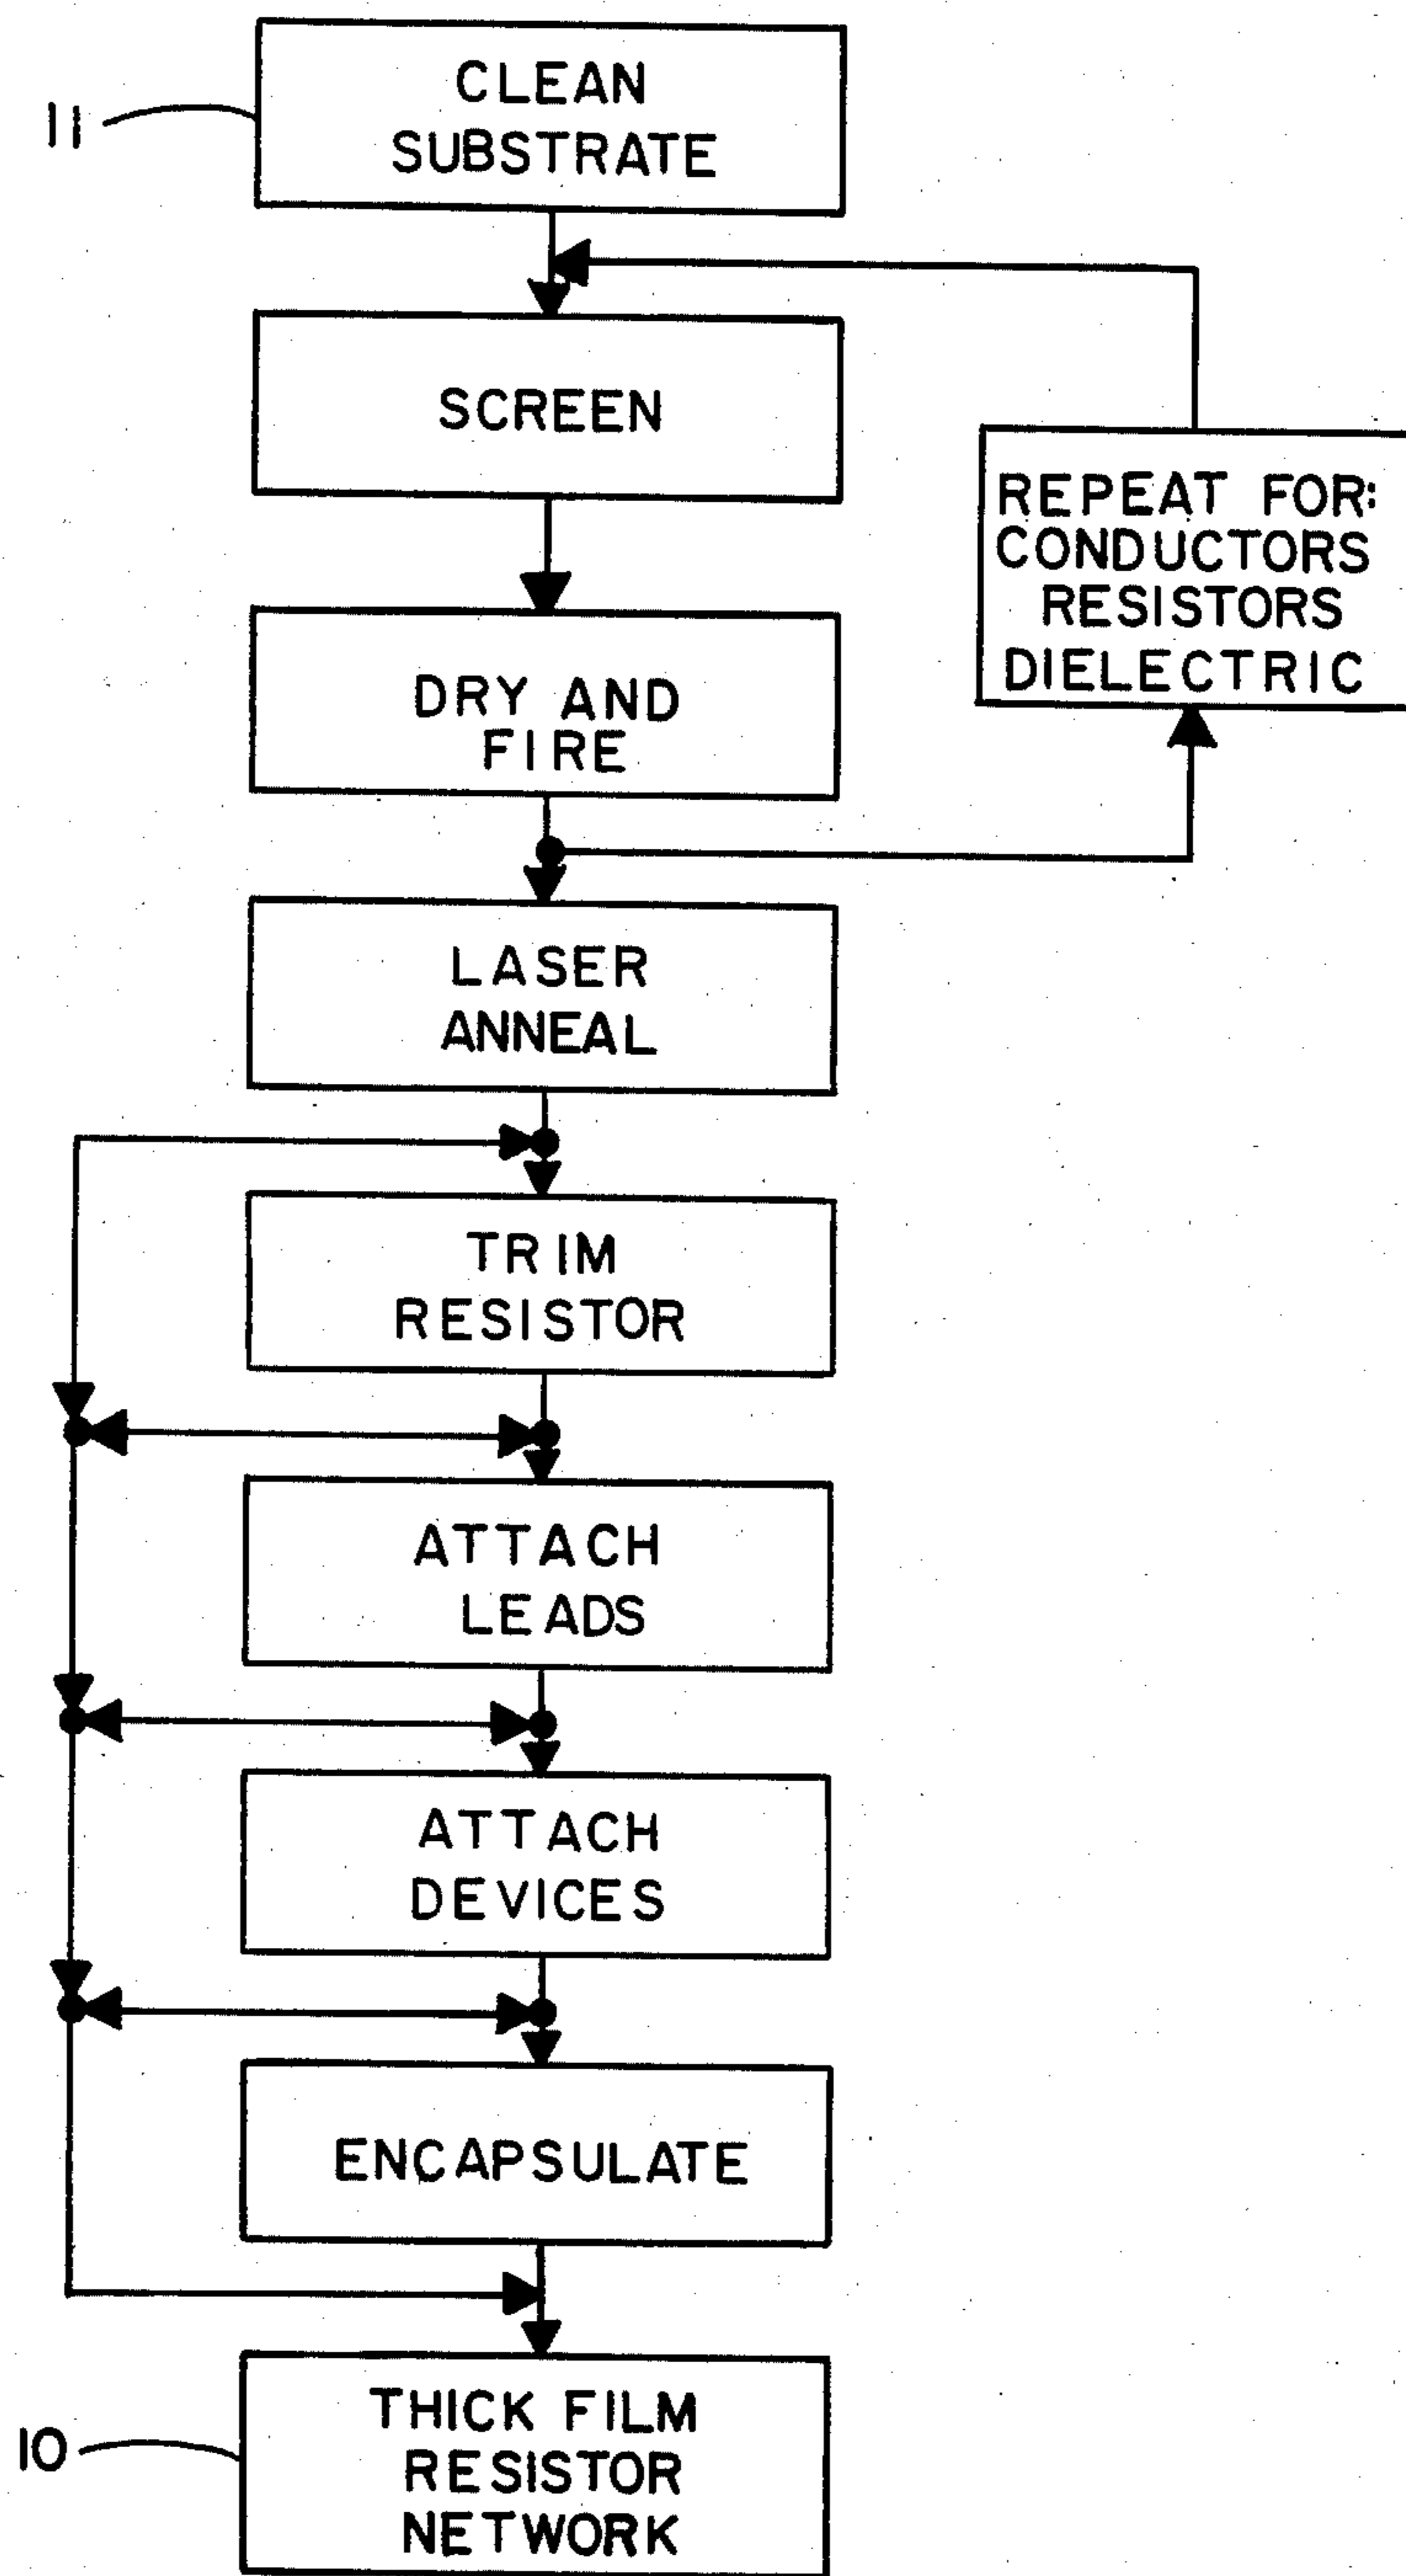 11
CLEAN
SUBSTRATE
SCREEN
REPEAT FOR:
CONDUCTORS
RESISTORS
DIELECTRIC
DRY AND
FIRE
LASER
ANNEAL
TRIM
RESISTOR
ATTACH
LEADS
ATTACH
DEVICES
ENCAPSULATE
10
THICK FILM
RESISTOR
NETWORK